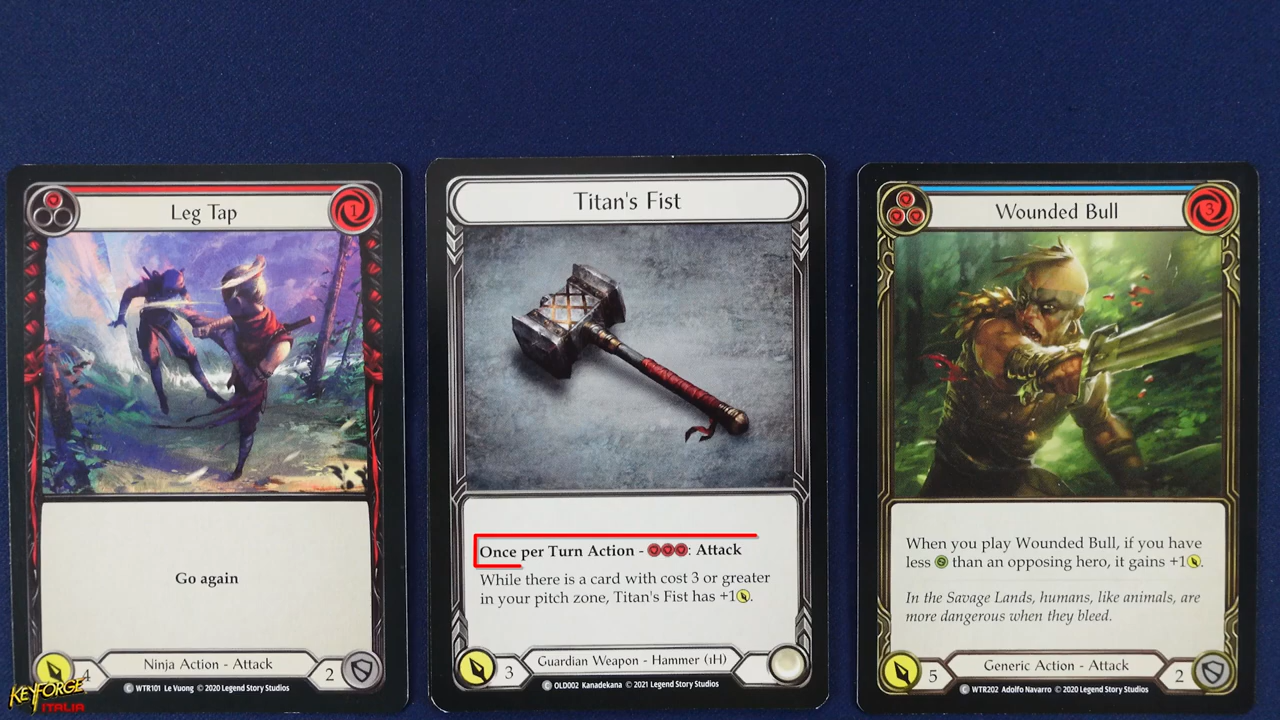 1
Leg Tap
Go again
4
Ninja Action - Attack
2
C WTR101 Le Vuong © 2020 Legend Story Studios
KEYFORGE
ITALIA
Titan's Fist
Once per Turn Action - : Attack
While there is a card with cost 3 or greater
in your pitch zone, Titan's Fist has +1.
3
Guardian Weapon - Hammer (1H)
C OLD002 Kanadekana © 2021 Legend Story Studios
Wounded Bull
3
When you play Wounded Bull, if you have
less than an opposing hero, it gains +1.
In the Savage Lands, humans, like animals, are
more dangerous when they bleed.
5
Generic Action - Attack
2
C WTR202 Adolfo Navarro © 2020 Legend Story Studios